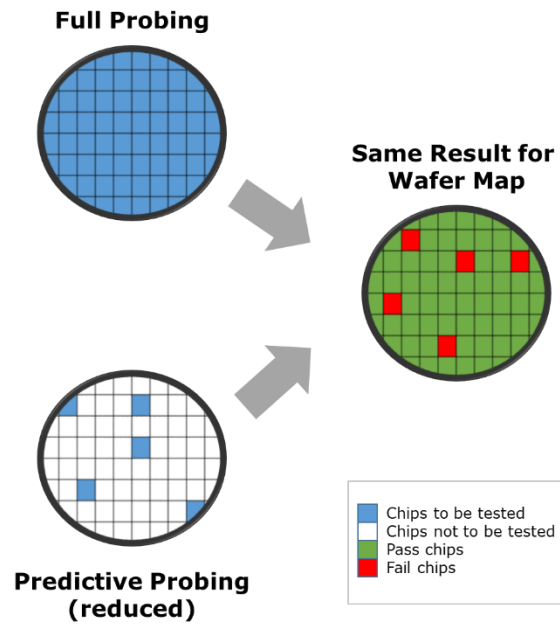 Full Probing
Same Result for
Wafer Map
Predictive Probing
(reduced)
Chips to be tested
Chips not to be tested
Pass chips
Fail chips